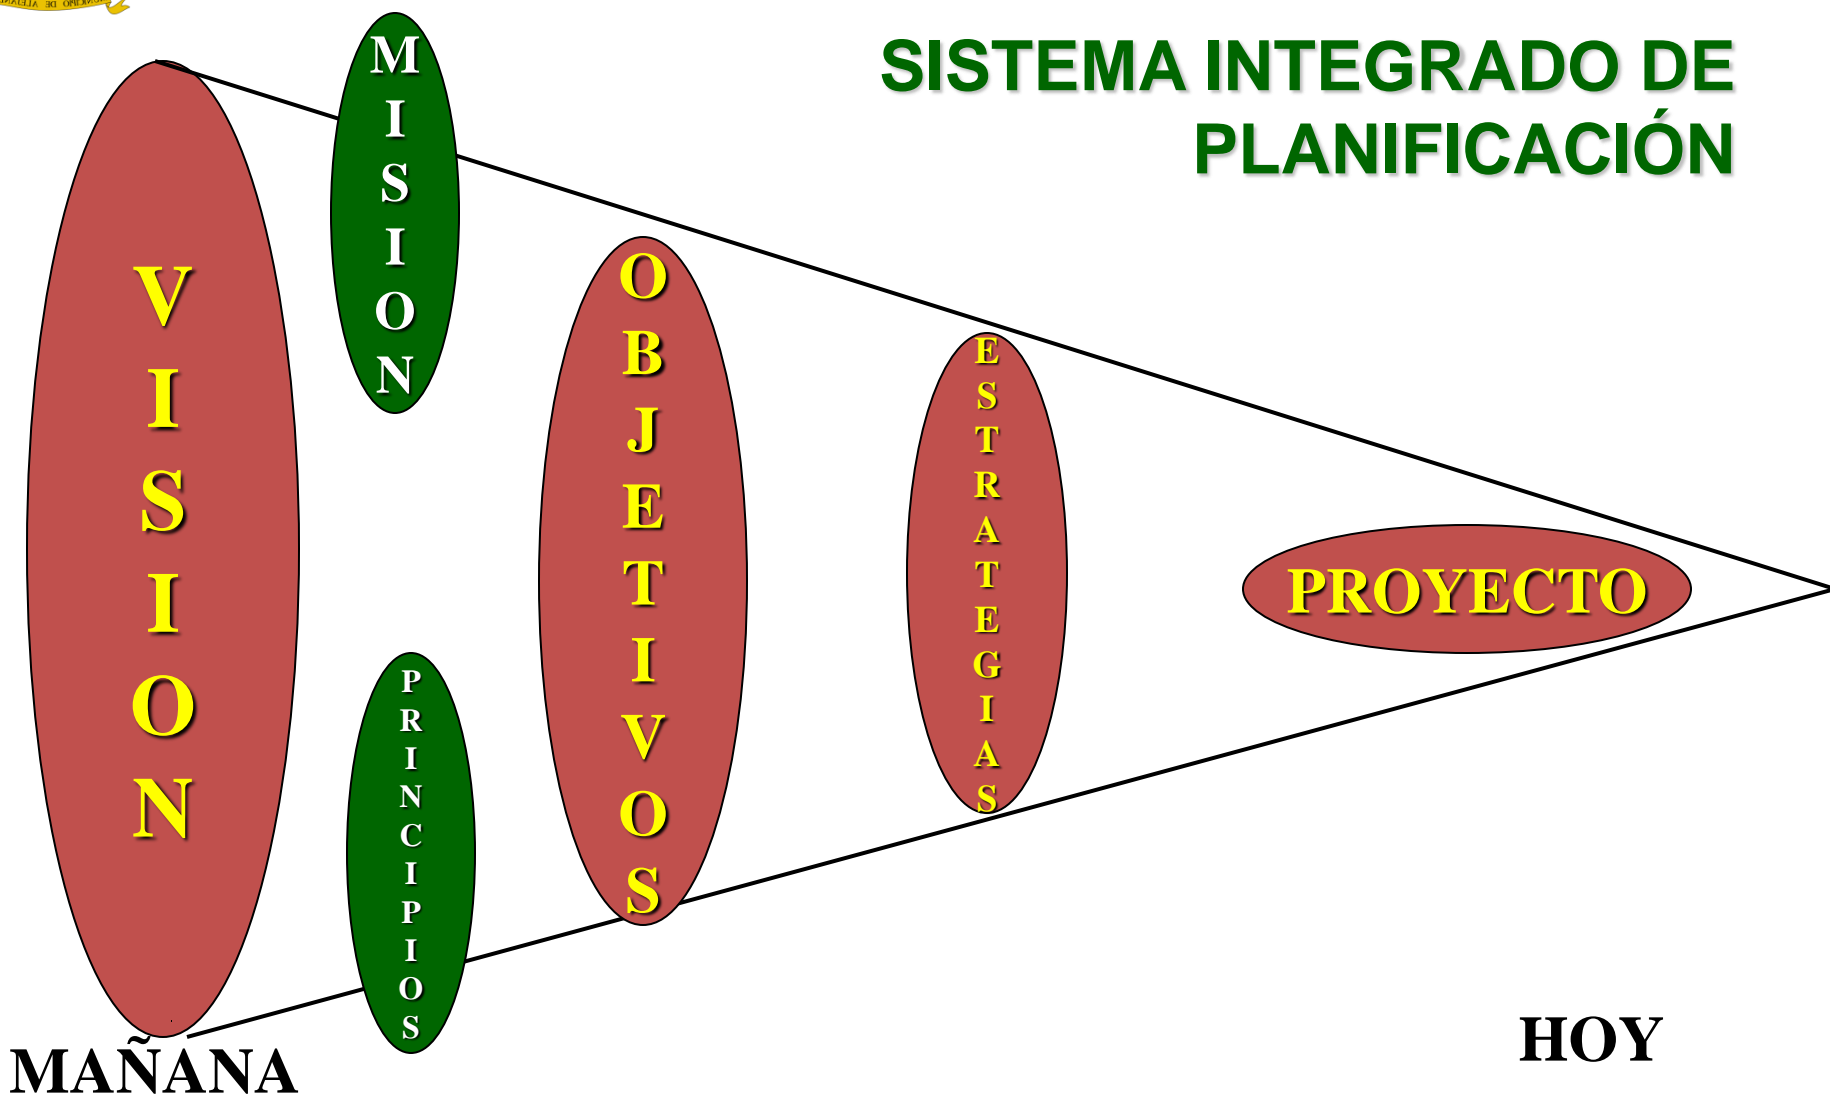 SISTEMA INTEGRADO DE
PLANIFICACIÓN
VISION
MISION
PRINCIPIOS
OBJETIVOS
ESTRATEGIAS
PROYECTO
MAÑANA
HOY